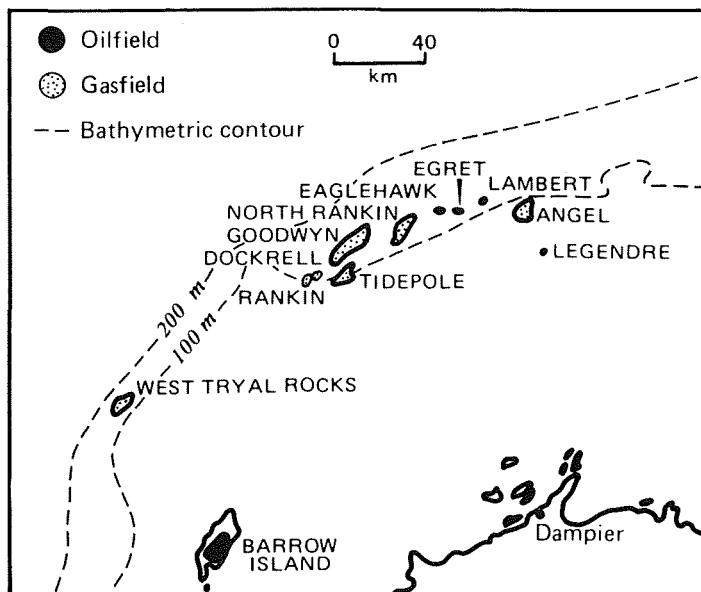 Oilfield
0 40
km
Gasfield
Bathymetric contour
EGRET
EAGLEHAWK
LAMBERT
NORTH RANKIN
ANGEL
GOODWYN
DOCKRELL
LEGENDRE
RANKIN
TIDEPOLE
200 m
100 m
WEST TRYAL ROCKS
BARROW
ISLAND
Dampier